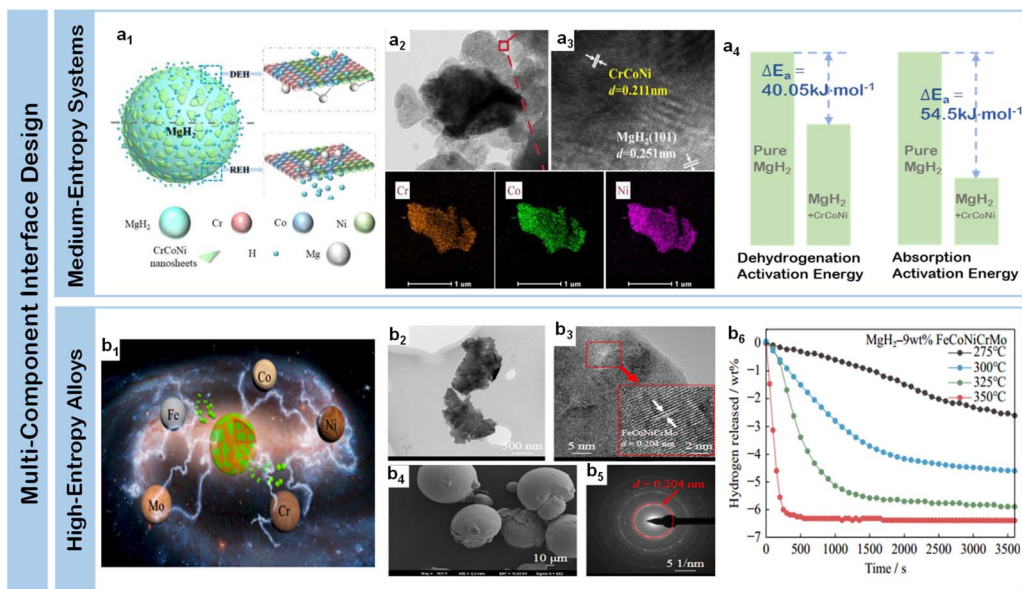 Multi-Component Interface Design
Medium-Entropy Systems
High-Entropy Alloys
a1
DEH
MgH2
REH
MgH2
Cr
Co
Ni
CrCoNi
nanosheets
H
Mg
a2
a3
CrCoNi
d=0.211nm
MgH2(101)
d=0.251nm
Cr
Co
Ni
1 um
1 um
1 um
a4
ΔEa =
40.05kJ·mol-1
Pure
MgH2
MgH2
+CrCoNi
Dehydrogenation
Activation Energy
ΔEa =
54.5kJ·mol-1
Pure
MgH2
MgH2
+CrCoNi
Absorption
Activation Energy
b1
Co
Fe
Ni
Mo
Cr
b2
500 nm
b3
FeCoNiCrMo
d = 0.204 nm
5 nm
2 nm
b4
10 μm
b5
d = 0.204 nm
5 1/nm
b6
MgH2-9wt% FeCoNiCrMo
275℃
300℃
325℃
350℃
Hydrogen released / wt%
0
-1
-2
-3
-4
-5
-6
-7
0 500 1000 1500 2000 2500 3000 3500
Time / s